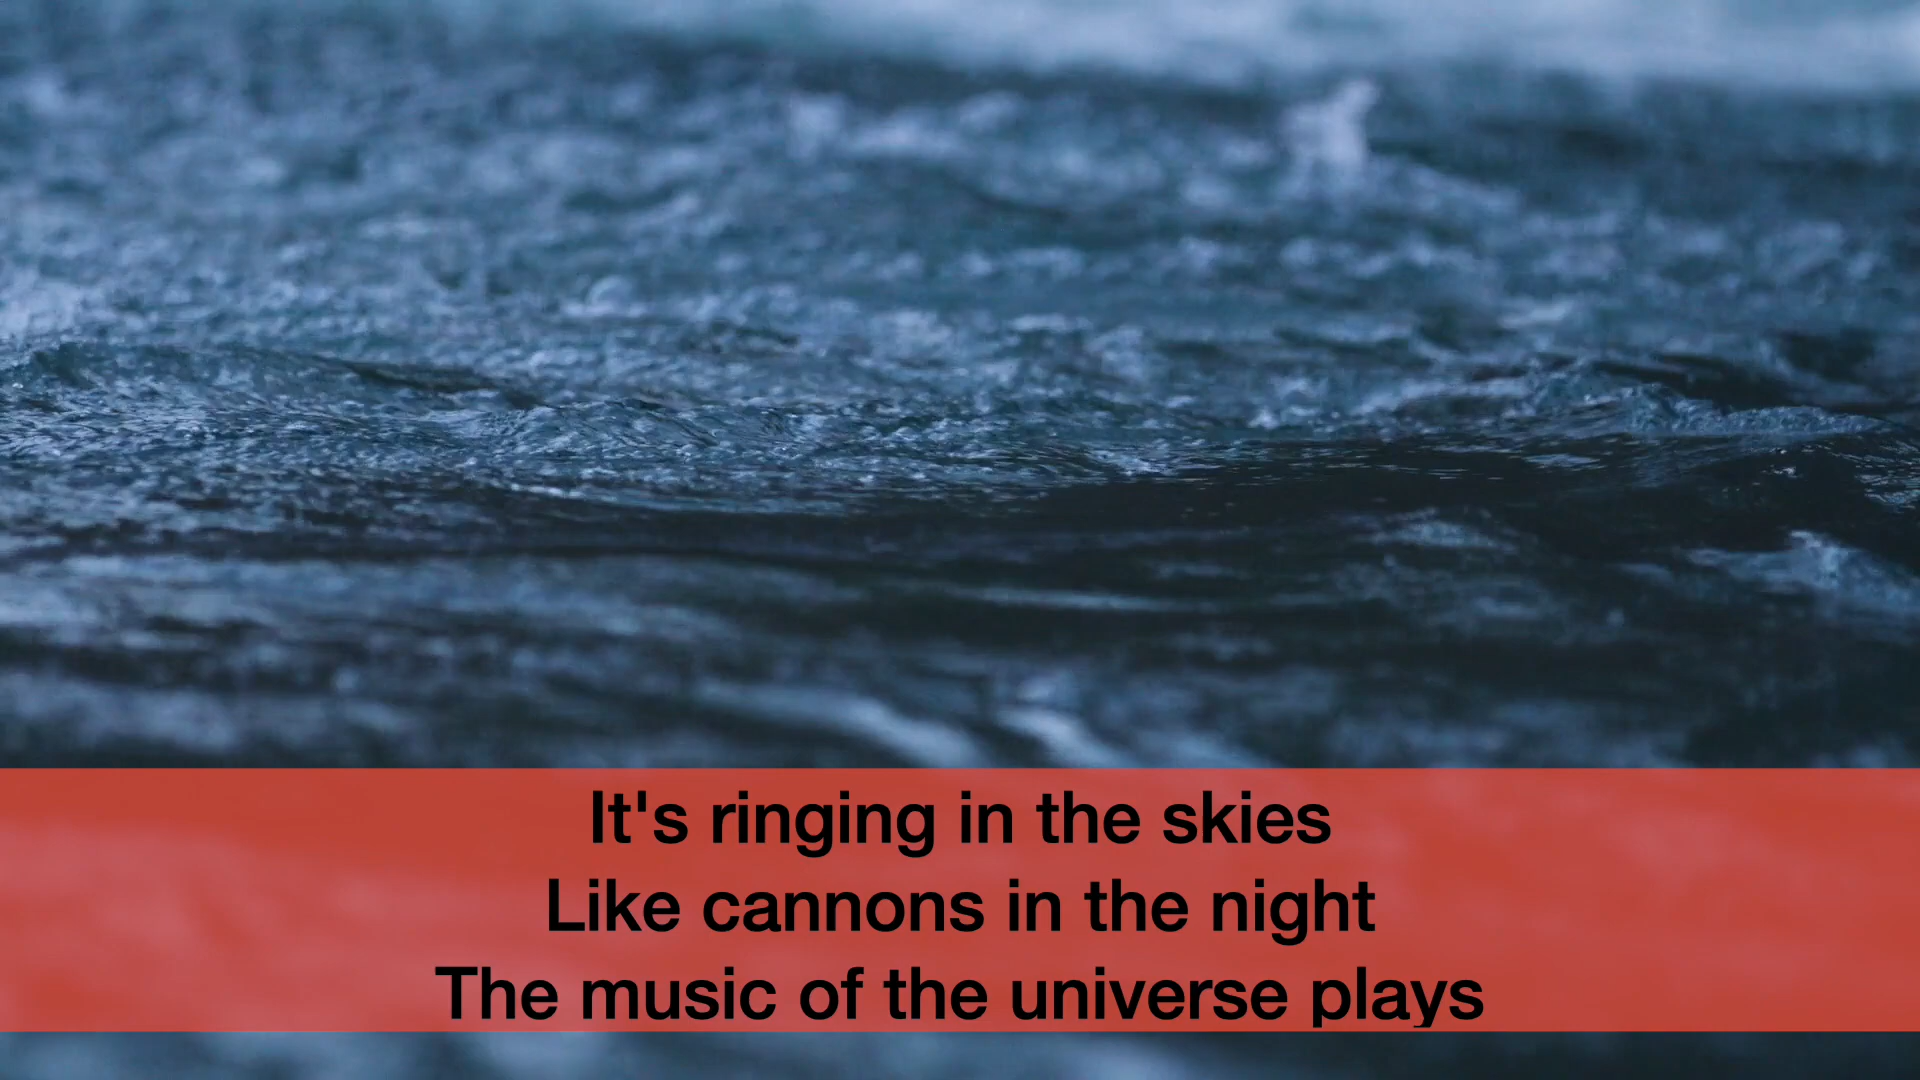 It's ringing in the skies
Like cannons in the night
The music of the universe plays